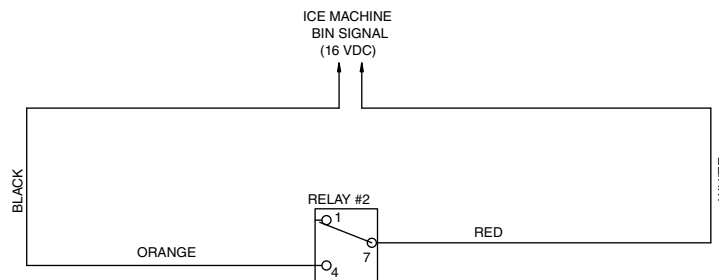 ICE MACHINE
BIN SIGNAL
(16 VDC)
BLACK
RELAY #2
1
RED
7
ORANGE
4